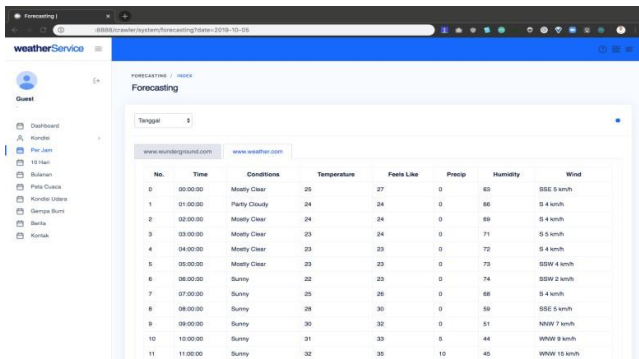 Forecasting |
:8888/crawler/system/forecasting?date=2019-10-05
weatherService
FORECASTING / INDEX
Forecasting
Guest
Dashboard
Kondisi
Per Jam
10 Hari
Bulanan
Peta Cuaca
Kondisi Udara
Gempa Bumi
Berita
Kontak
Tanggal
www.wunderground.com www.weather.com
No. Time Conditions Temperature Feels Like Precip Humidity Wind
0 00:00:00 Mostly Clear 25 27 0 63 SSE 5 km/h
1 01:00:00 Partly Cloudy 24 24 0 66 S 4 km/h
2 02:00:00 Mostly Clear 24 24 0 69 S 4 km/h
3 03:00:00 Mostly Clear 23 24 0 71 S 5 km/h
4 04:00:00 Mostly Clear 23 23 0 72 S 4 km/h
5 05:00:00 Mostly Clear 23 23 0 73 SSW 4 km/h
6 06:00:00 Sunny 22 23 0 74 SSW 2 km/h
7 07:00:00 Sunny 25 26 0 68 S 4 km/h
8 08:00:00 Sunny 28 30 0 59 SSE 5 km/h
9 09:00:00 Sunny 30 32 0 51 NNW 7 km/h
10 10:00:00 Sunny 31 33 5 44 WNW 9 km/h
11 11:00:00 Sunny 32 35 10 45 WNW 15 km/h